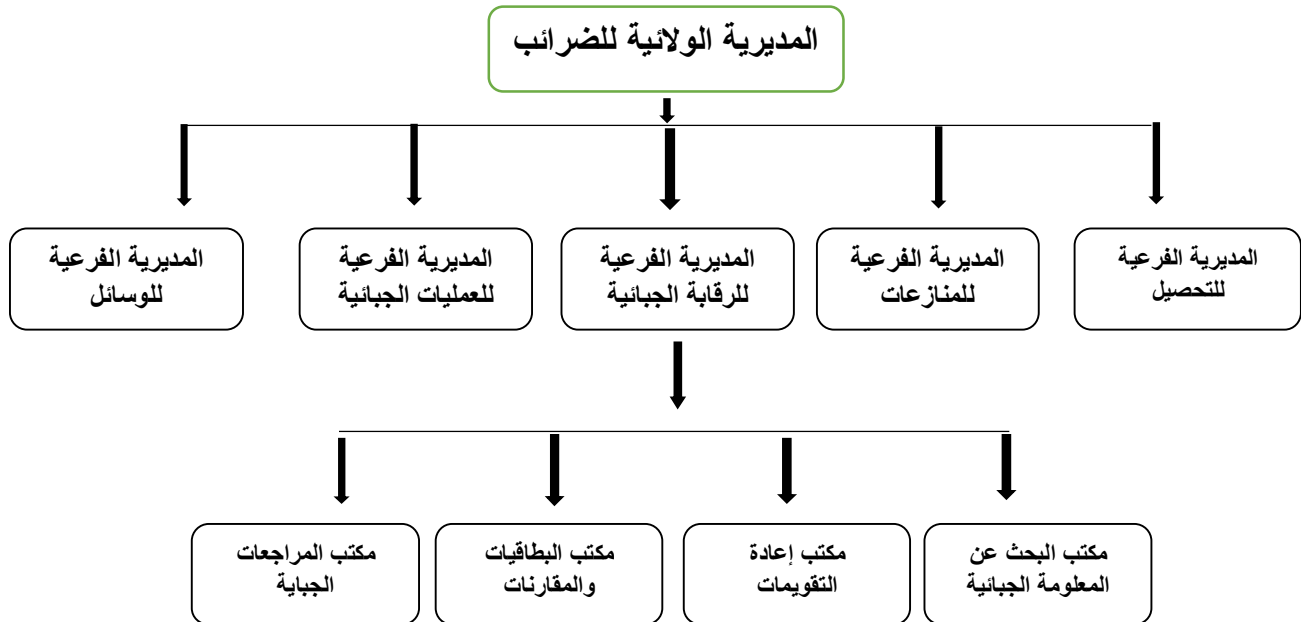 المديرية الولائية للضرائب
المديرية الفرعية
للتحصيل
المديرية الفرعية
للمنازعات
المديرية الفرعية
للرقابة الجبائية
المديرية الفرعية
للعمليات الجبائية
المديرية الفرعية
للوسائل
مكتب البحث عن
المعلومة الجبائية
مكتب إعادة
التقويمات
مكتب البطاقيات
والمقارنات
مكتب المراجعات
الجباية